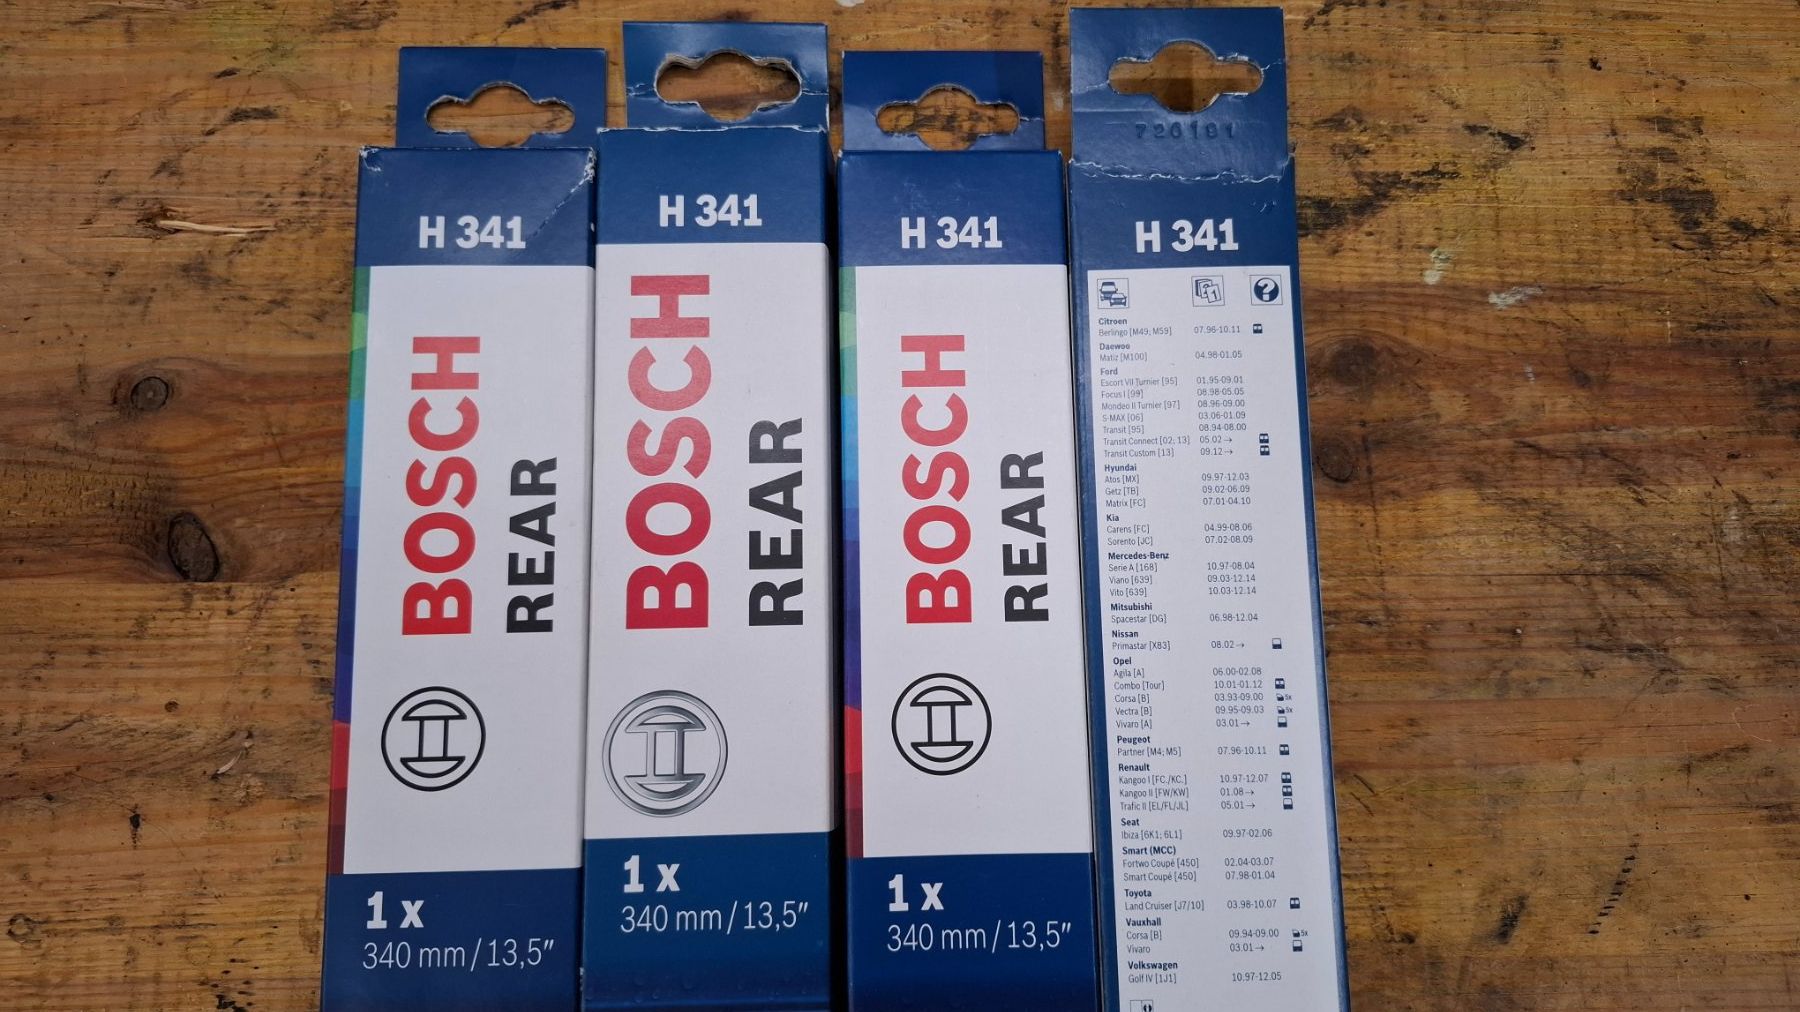 H 341
BOSCH
REAR
1 x
340 mm / 13,5"
H 341
BOSCH
REAR
1 x
340 mm / 13,5"
H 341
BOSCH
REAR
1 x
340 mm / 13,5"
726191
H 341
1
?
Citroen
Berlingo [M49; M59] 07.96-10.11
Daewoo
Matiz [M100] 04.98-01.05
Ford
Escort VII Turnier [95] 01.95-09.01
Focus I [99] 08.98-05.05
Mondeo II Turnier [97] 08.96-09.00
S-MAX [06] 03.06-01.09
Transit [95] 08.94-08.00
Transit Connect [02; 13] 05.02→
Transit Custom [13] 09.12→
Hyundai
Atos [MX] 09.97-12.03
Getz [TB] 09.02-06.09
Matrix [FC] 07.01-04.10
Kia
Carens [FC] 04.99-08.06
Sorento [JC] 07.02-08.09
Mercedes-Benz
Serie A [168] 10.97-08.04
Viano [639] 09.03-12.14
Vito [639] 10.03-12.14
Mitsubishi
Spacestar [DG] 06.98-12.04
Nissan
Primastar [X83] 08.02→
Opel
Agila [A] 06.00-02.08
Combo [Tour] 10.01-01.12
Corsa [B] 03.93-09.00 5x
Vectra [B] 09.95-09.03 5x
Vivaro [A] 03.01→
Peugeot
Partner [M4; M5] 07.96-10.11
Renault
Kangoo I [FC./KC.] 10.97-12.07
Kangoo II [FW/KW] 01.08→
Trafic II [EL/FL/JL] 05.01→
Seat
Ibiza [6K1; 6L1] 09.97-02.06
Smart (MCC)
Fortwo Coupé [450] 02.04-03.07
Smart Coupé [450] 07.98-01.04
Toyota
Land Cruiser [J7/10] 03.98-10.07
Vauxhall
Corsa [B] 09.94-09.00 5x
Vivaro 03.01→
Volkswagen
Golf IV [1J1] 10.97-12.05